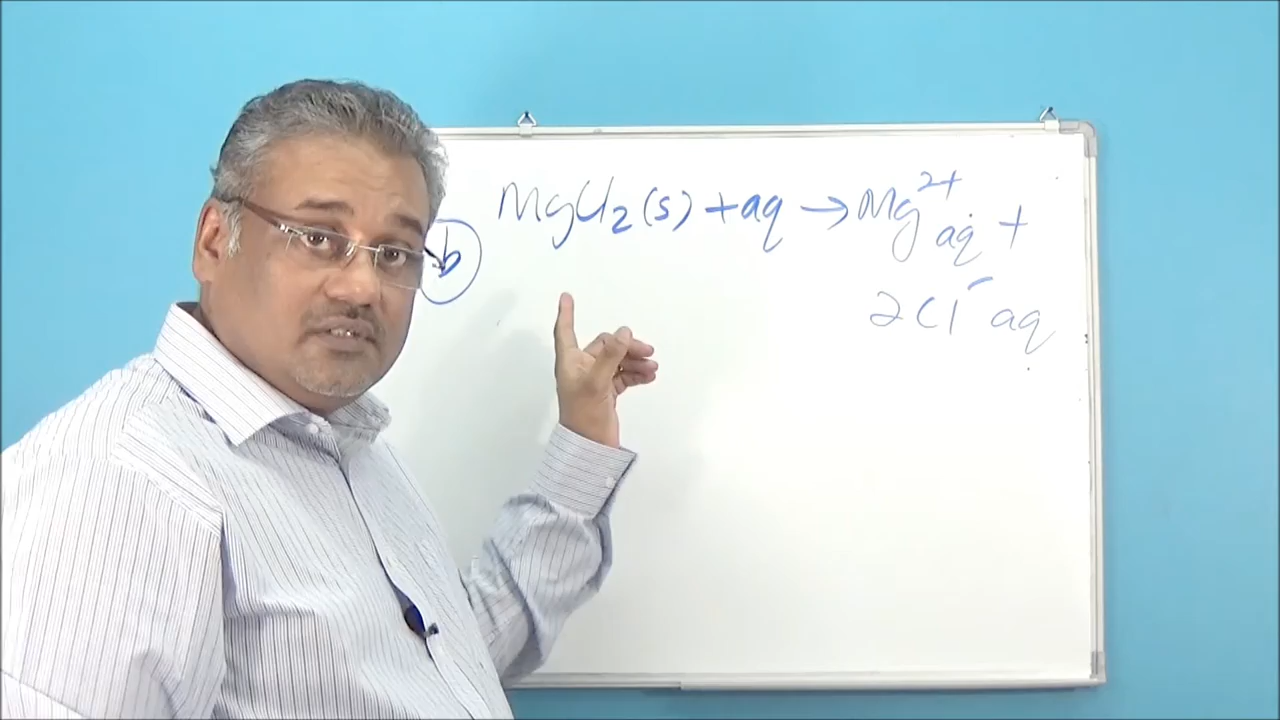 b MgCl₂(s) + aq → Mg²⁺ aq +
2Cl⁻ aq